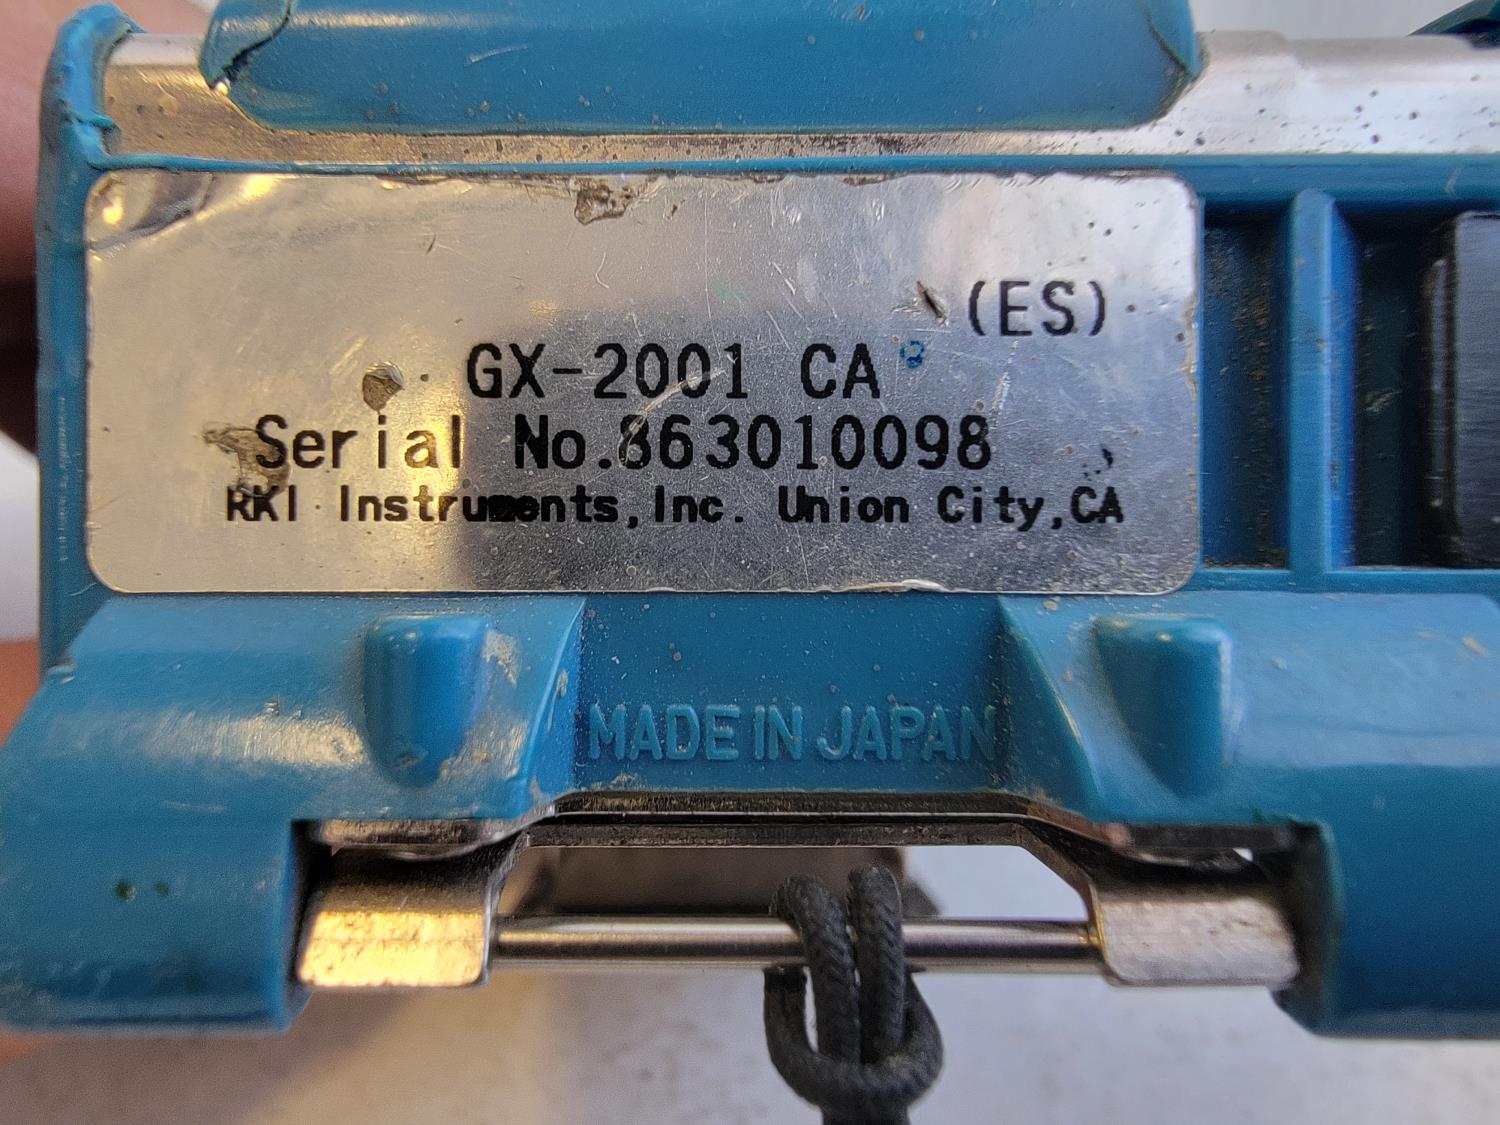 (ES)
GX-2001 CA
Serial No.863010098
RKI Instruments,Inc. Union City,CA
MADE IN JAPAN